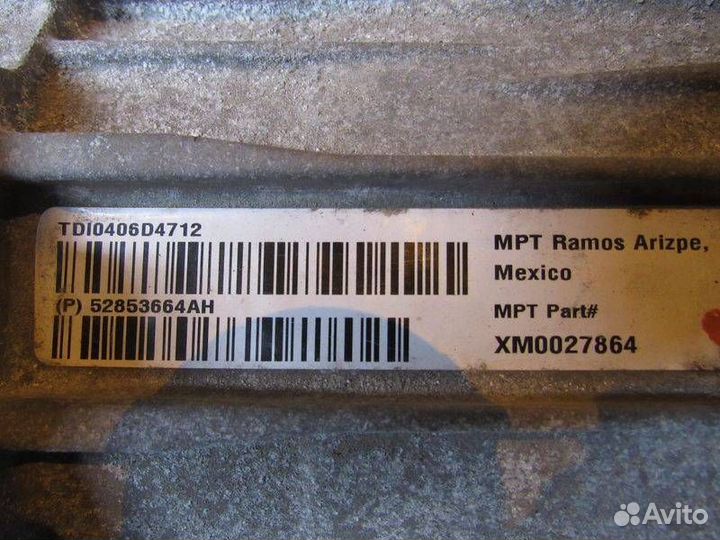 TDI0406D4712
(P) 52853664AH
MPT Ramos Arizpe,
Mexico
MPT Part#
XM0027864
Avito